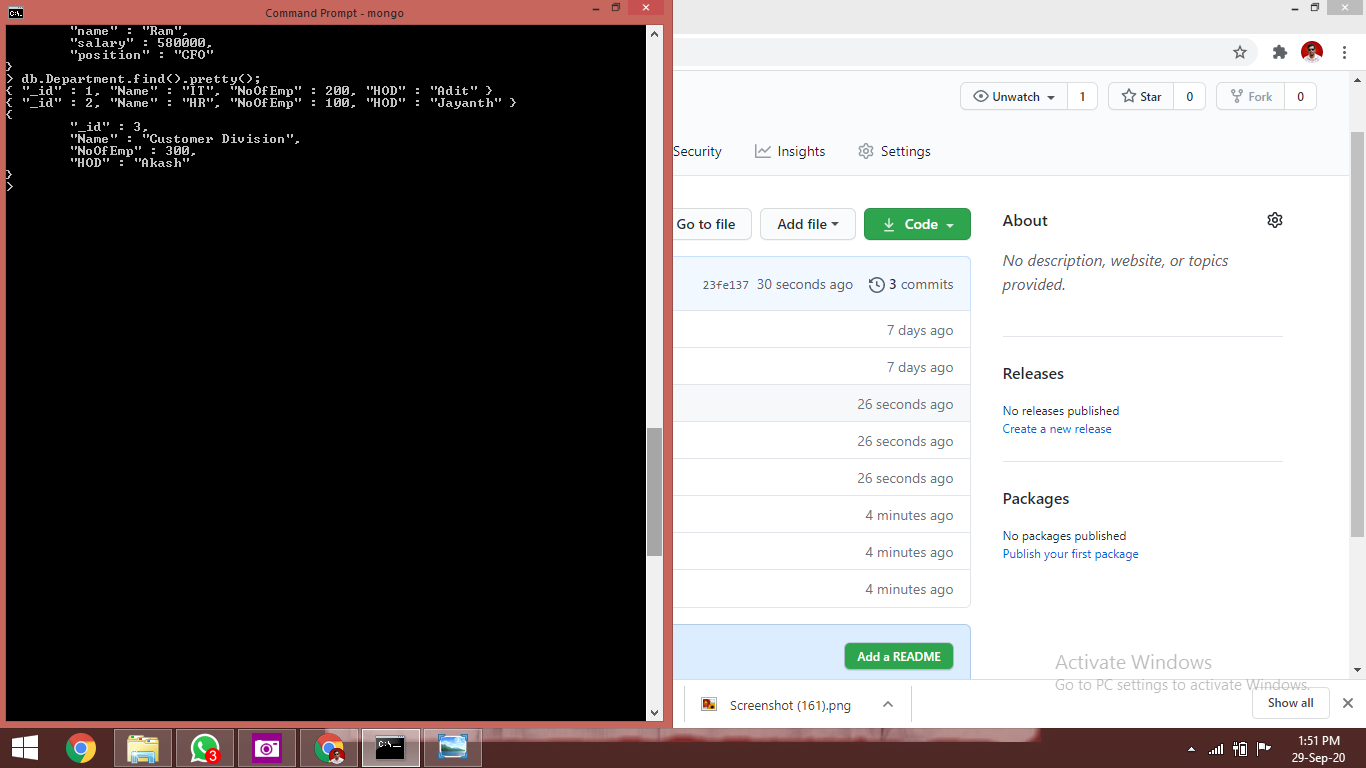 Command Prompt - mongo
"name" : "Ram",
"salary" : 580000,
"position" : "CFO"
}
> db.Department.find().pretty();
{ "_id" : 1, "Name" : "IT", "NoOfEmp" : 200, "HOD" : "Adit" }
{ "_id" : 2, "Name" : "HR", "NoOfEmp" : 100, "HOD" : "Jayanth" }
{
"_id" : 3,
"Name" : "Customer Division",
"NoOfEmp" : 300,
"HOD" : "Akash"
}
>
Unwatch 1 Star 0 Fork 0
Security Insights Settings
Go to file Add file Code
23fe137 30 seconds ago 3 commits
7 days ago
7 days ago
26 seconds ago
26 seconds ago
26 seconds ago
4 minutes ago
4 minutes ago
4 minutes ago
Add a README
About
No description, website, or topics
provided.
Releases
No releases published
Create a new release
Packages
No packages published
Publish your first package
Activate Windows
Go to PC settings to activate Windows.
Screenshot (161).png
Show all
3
C:\._
1:51 PM
29-Sep-20